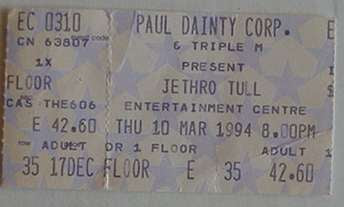 EC 0310 PAUL DAINTY CORP. E
CN 63807 & TRIPLE M
1X PRESENT
FLOOR JETHRO TULL
CAS THE606 ENTERTAINMENT CENTRE
E 42.60 THU 10 MAR 1994 8.00PM
ADULT OR 1 FLOOR ADULT 1
35 17DEC FLOOR E 35 42.60